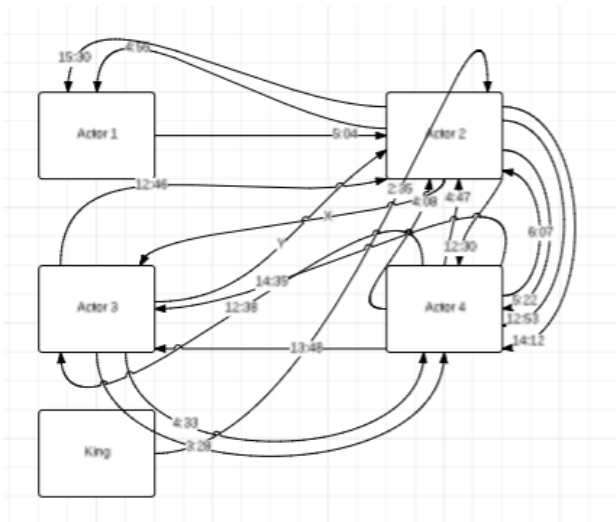 15:30
4:56
Actor 1
5:04
Actor 2
12:46
2:35
4:08
4:47
X
Y
6:07
12:30
14:39
5:22
Actor 3
12:38
Actor 4
12:53
14:12
13:48
4:33
3:28
King